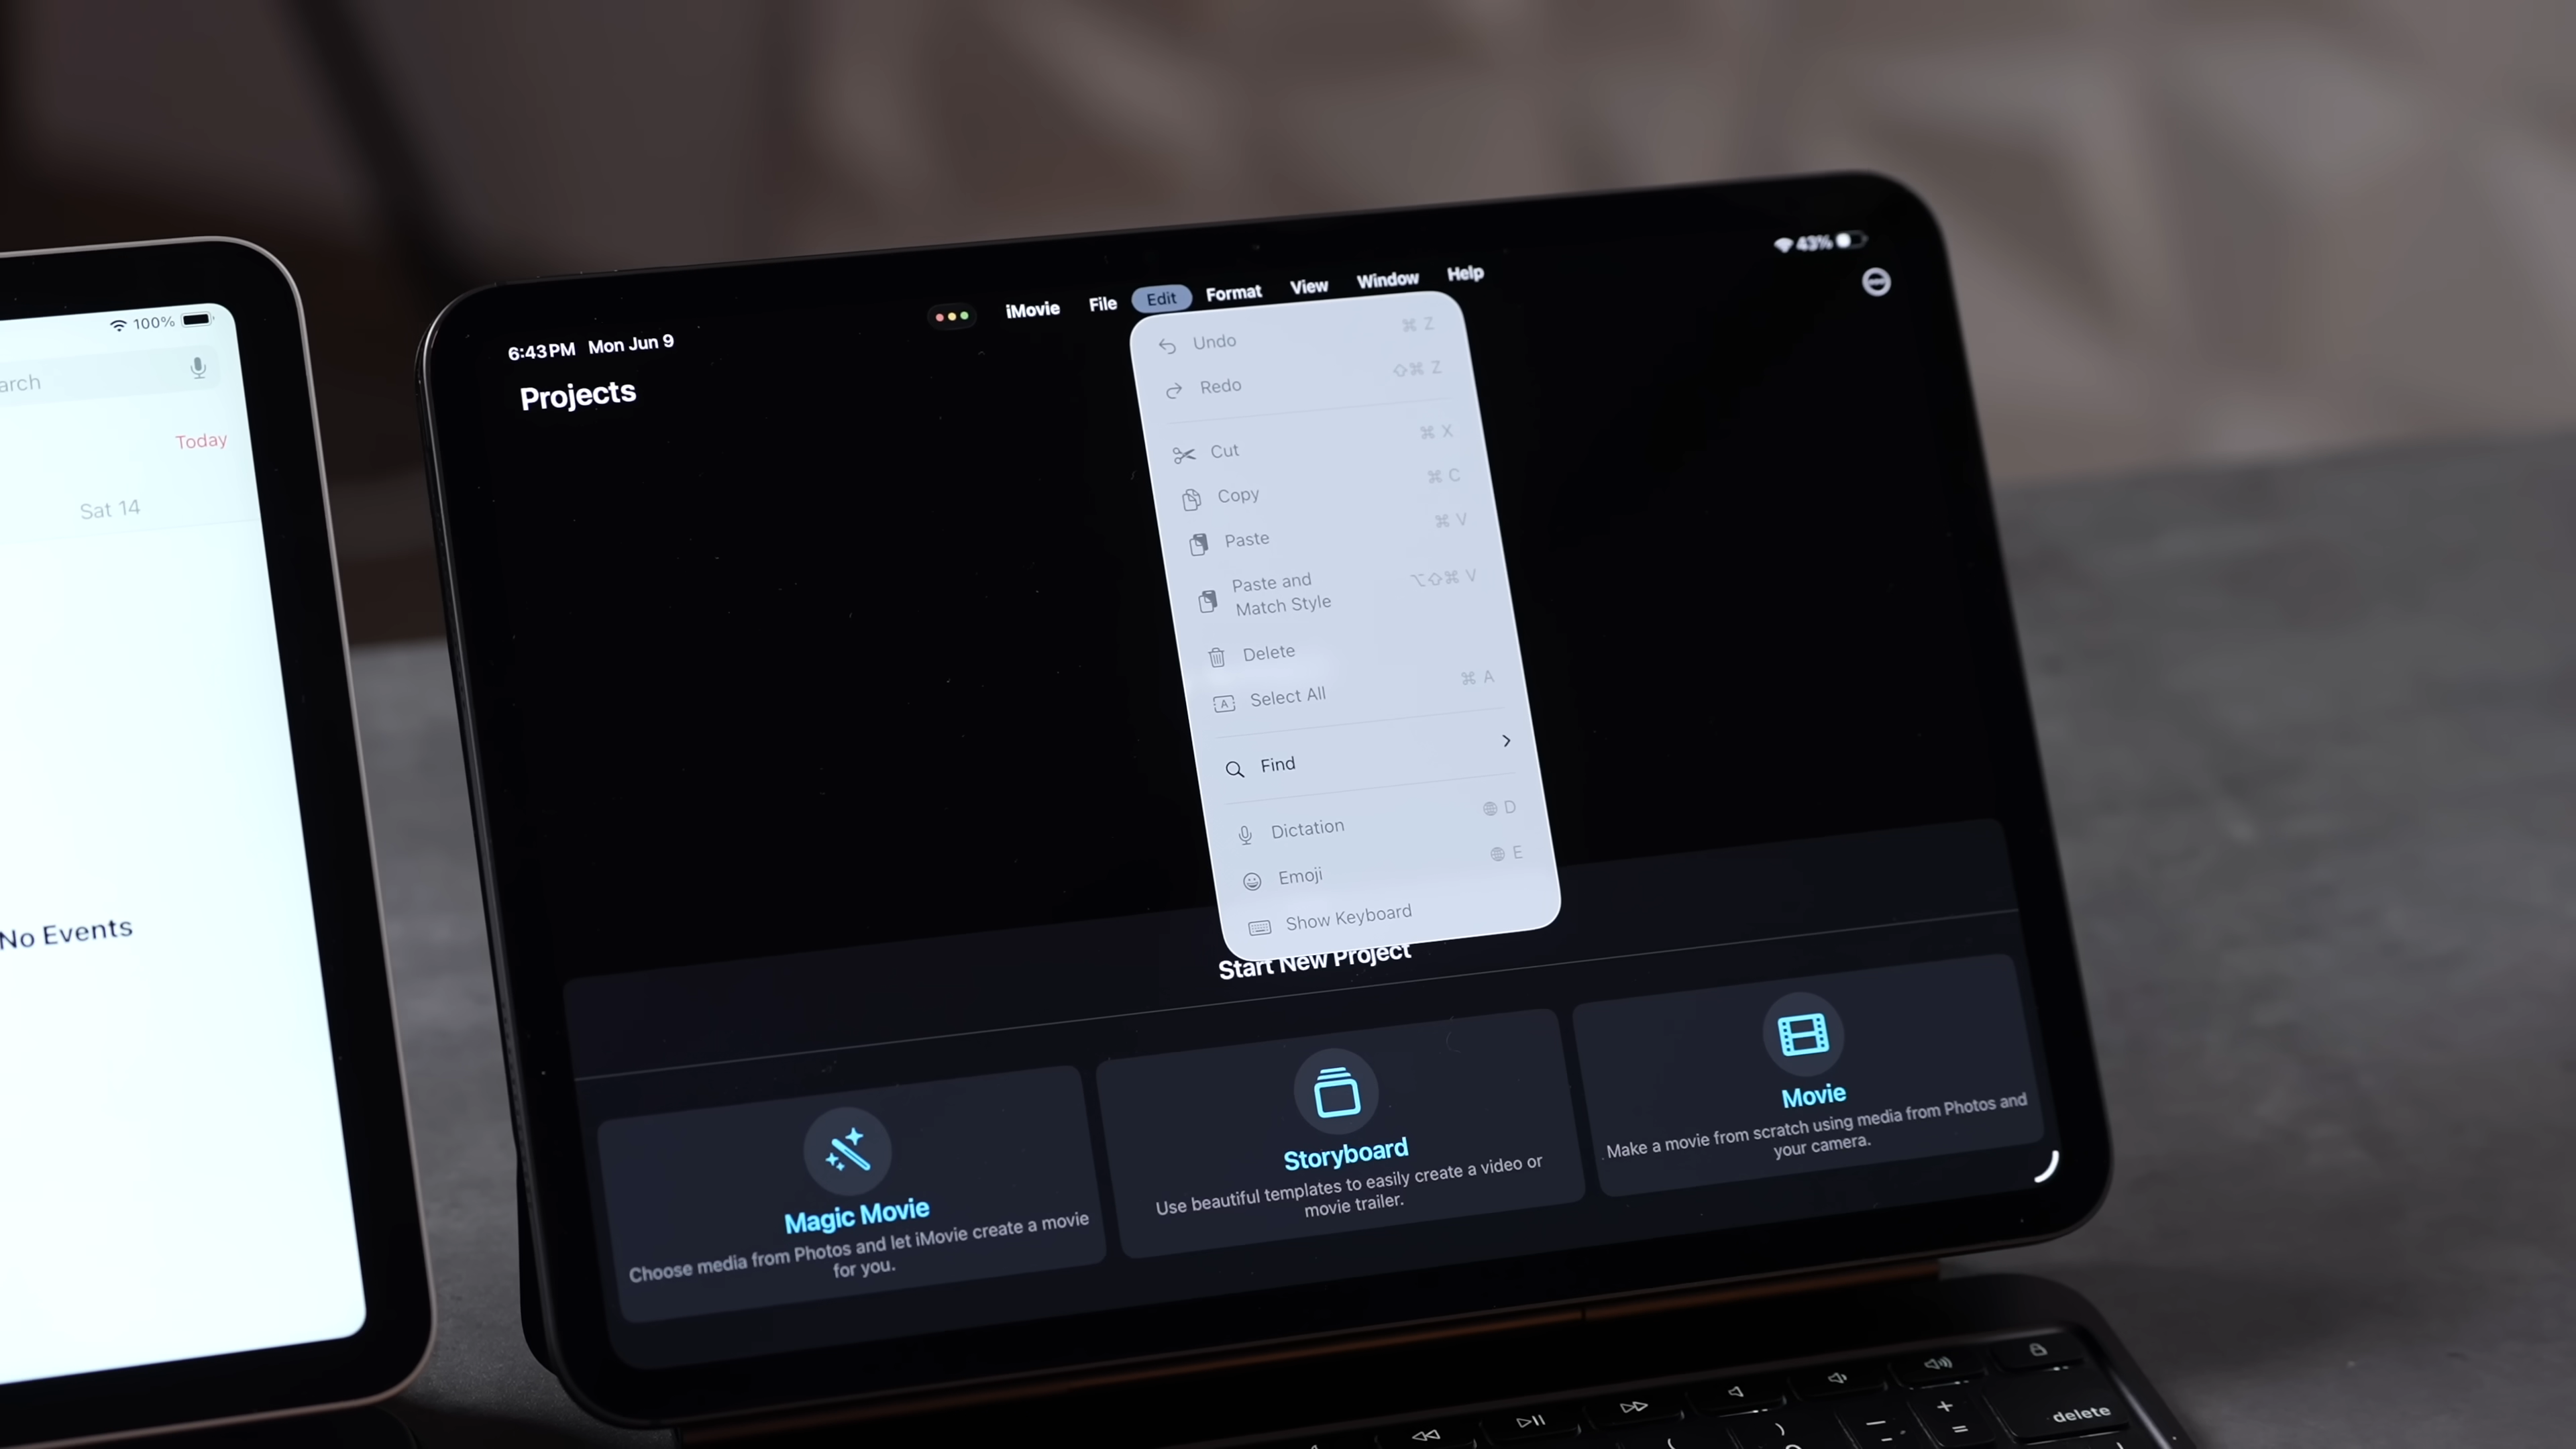 100%
arch
Today
Sat 14
No Events
6:43 PM Mon Jun 9
iMovie File Edit Format View Window Help
43%
Projects
Undo ⌘ Z
Redo ⇧⌘ Z
Cut ⌘ X
Copy ⌘ C
Paste ⌘ V
Paste and
Match Style ⌥⇧⌘ V
Delete
Select All ⌘ A
Find
Dictation D
Emoji E
Show Keyboard
Start New Project
Magic Movie
Choose media from Photos and let iMovie create a movie
for you.
Storyboard
Use beautiful templates to easily create a video or
movie trailer.
Movie
Make a movie from scratch using media from Photos and
your camera.
delete